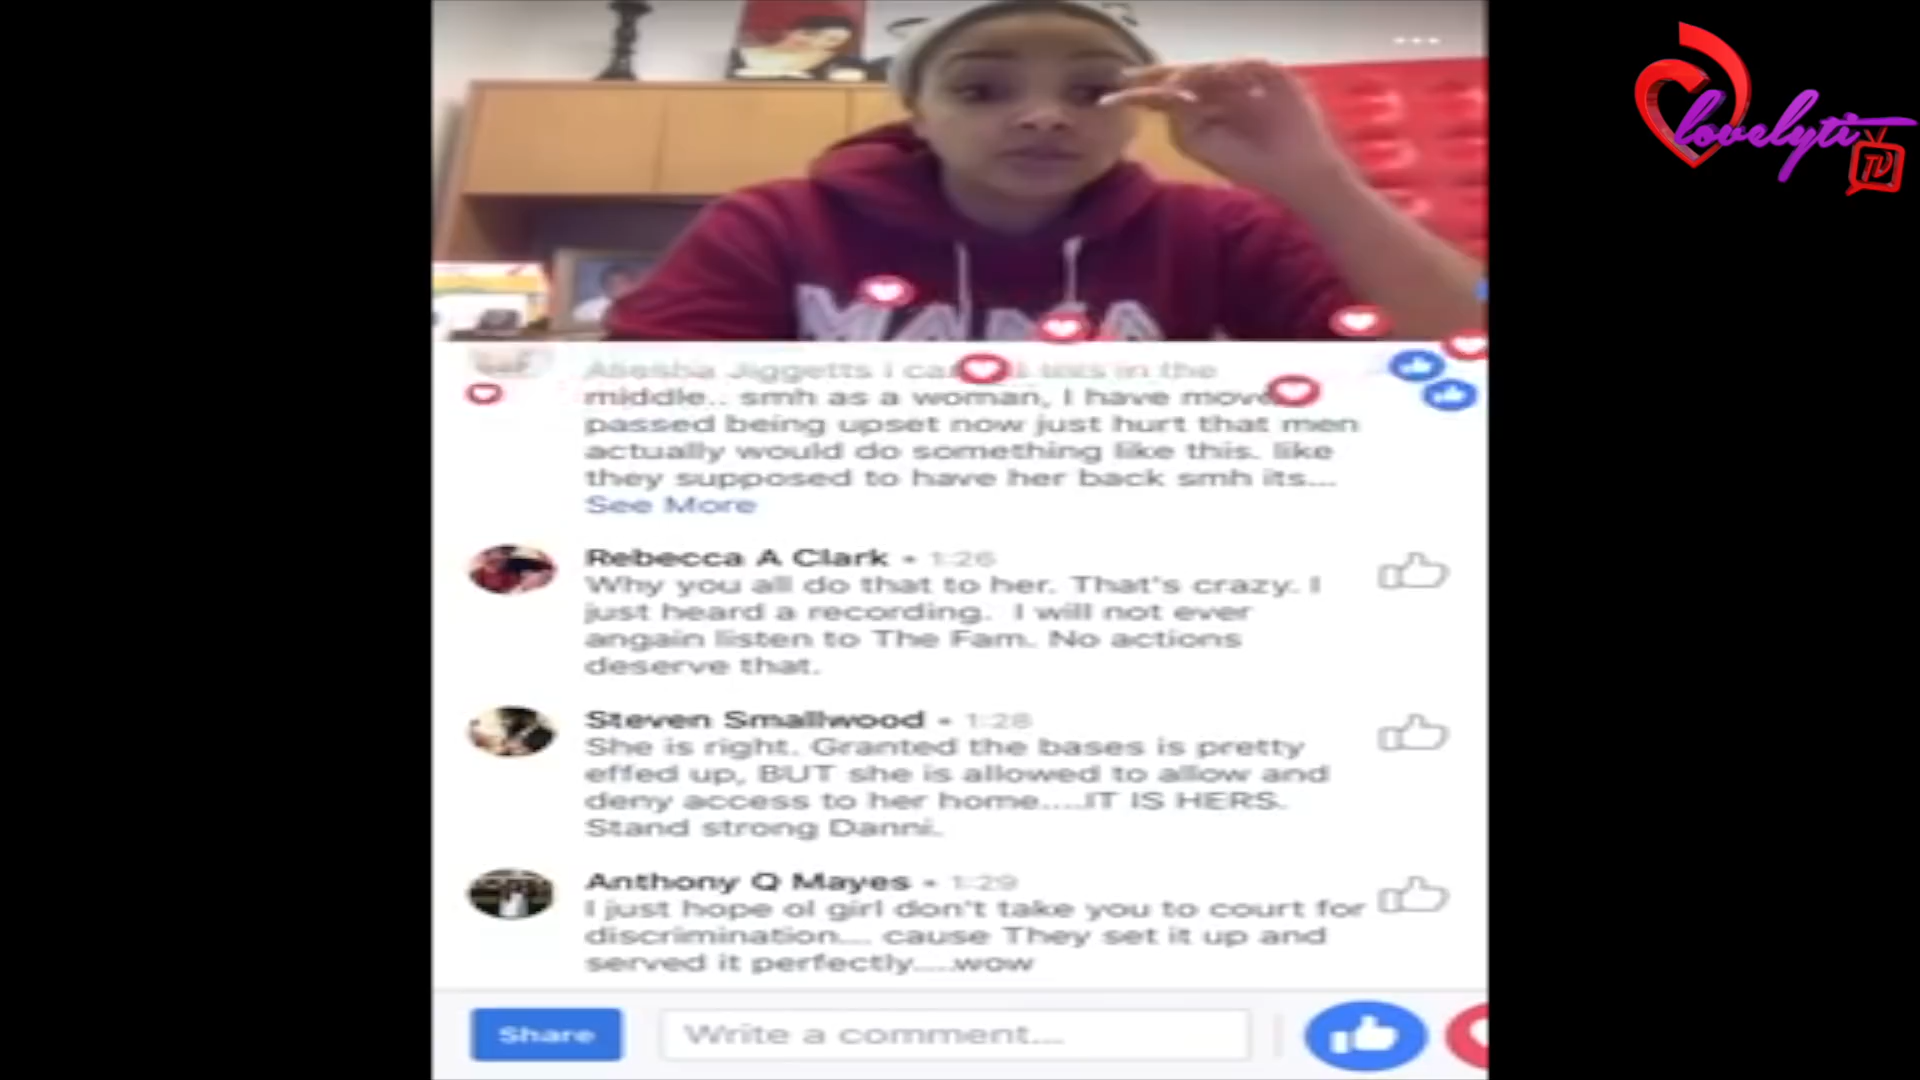 lovelyti
TV
MAMA
Jiggetts I in the
middle.. smh as a woman, I have
passed being upset now just hurt that men
actually would do something like this. like
they supposed to have her back smh its...
See More
Rebecca A Clark • 1:26
Why you all do that to her. That's crazy. I
just heard a recording. I will not ever
angain listen to The Fam. No actions
deserve that.
Steven Smallwood • 1:28
She is right. Granted the bases is pretty
effed up, BUT she is allowed to allow and
deny access to her home....IT IS HERS.
Stand strong Danni.
Anthony Q Mayes • 1:29
I just hope ol girl don't take you to court for
discrimination.... cause They set it up and
served it perfectly.....wow
Share
Write a comment...